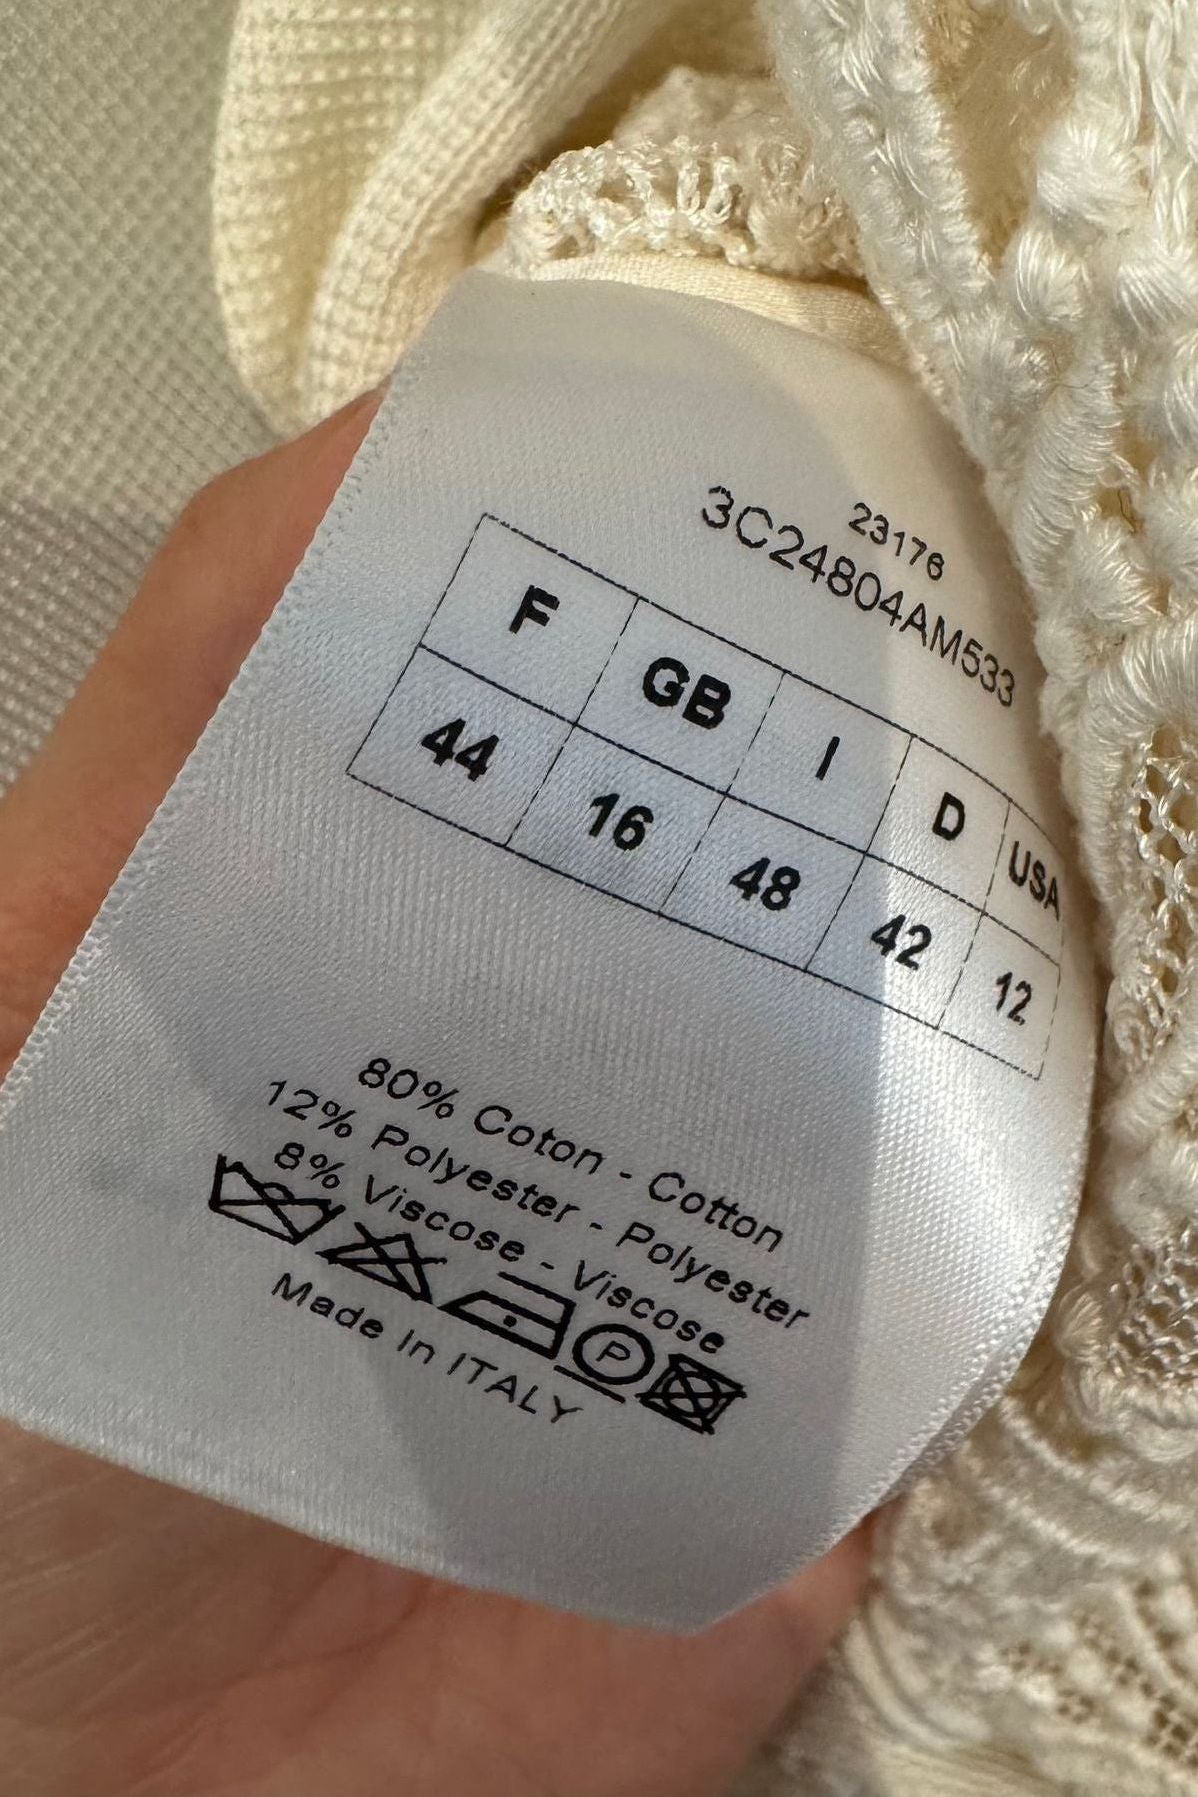 23176
3C24804AM533
F GB I D USA
44 16 48 42 12
80% Coton - Cotton
12% Polyester - Polyester
8% Viscose - Viscose
P
Made In ITALY